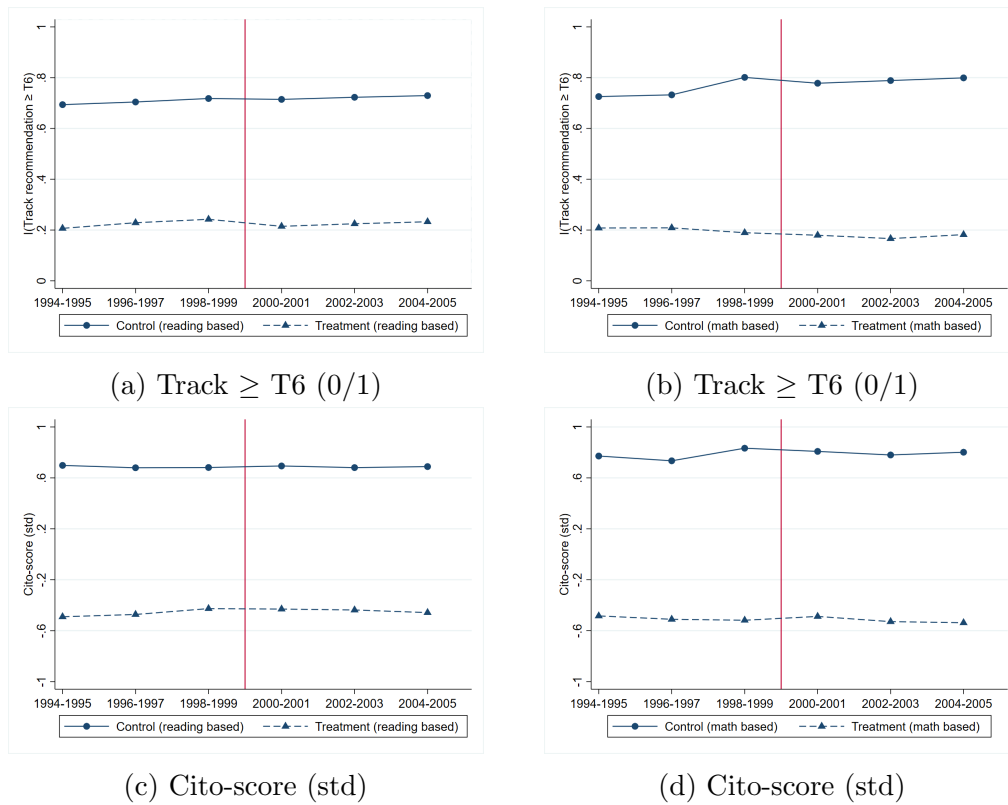 1
.8
.6
.4
.2
0
I(Track recommendation ≥ T6)
1994-1995 1996-1997 1998-1999 2000-2001 2002-2003 2004-2005
Control (reading based) Treatment (reading based)
(a) Track ≥ T6 (0/1)
1
.8
.6
.4
.2
0
I(Track recommendation ≥ T6)
1994-1995 1996-1997 1998-1999 2000-2001 2002-2003 2004-2005
Control (math based) Treatment (math based)
(b) Track ≥ T6 (0/1)
1
.6
.2
-.2
-.6
-1
Cito-score (std)
1994-1995 1996-1997 1998-1999 2000-2001 2002-2003 2004-2005
Control (reading based) Treatment (reading based)
(c) Cito-score (std)
1
.6
.2
-.2
-.6
-1
Cito-score (std)
1994-1995 1996-1997 1998-1999 2000-2001 2002-2003 2004-2005
Control (math based) Treatment (math based)
(d) Cito-score (std)